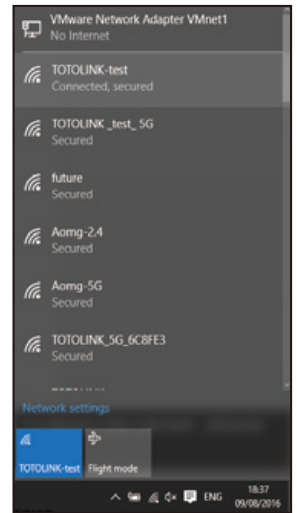 VMware Network Adapter VMnet1
No Internet
TOTOLINK-test
Connected, secured
TOTOLINK _test_ 5G
Secured
future
Secured
Aomg-2.4
Secured
Aomg-5G
Secured
TOTOLINK_5G_6C8FE3
Secured
Network settings
TOTOLINK-test
Flight mode
ENG
18:37
09/08/2016